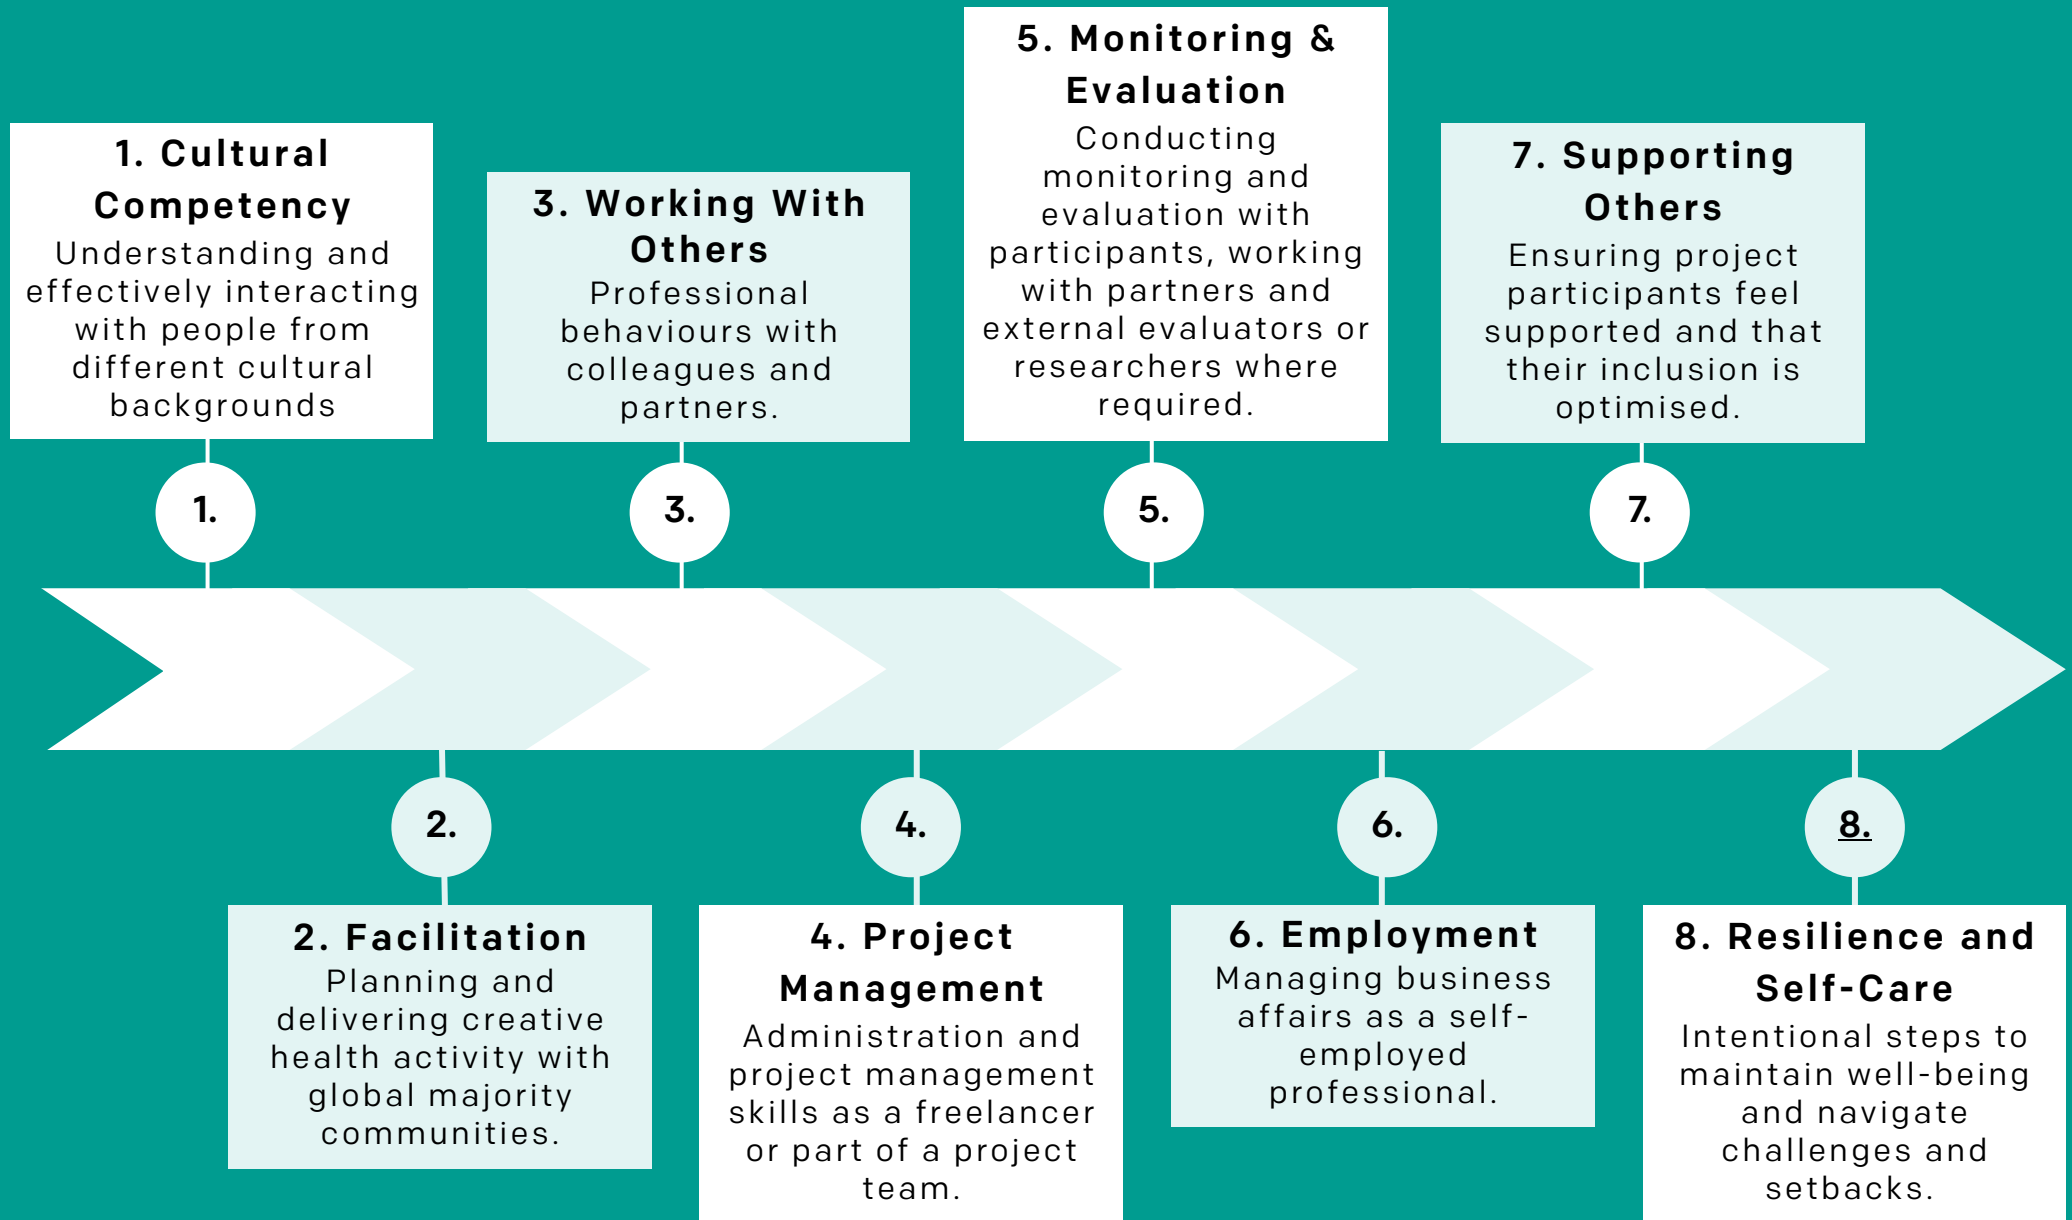 1. Cultural
Competency
Understanding and
effectively interacting
with people from
different cultural
backgrounds
1.
2.
2. Facilitation
Planning and
delivering creative
health activity with
global majority
communities.
3. Working With
Others
Professional
behaviours with
colleagues and
partners.
3.
4.
4. Project
Management
Administration and
project management
skills as a freelancer
or part of a project
team.
5. Monitoring &
Evaluation
Conducting
monitoring and
evaluation with
participants, working
with partners and
external evaluators or
researchers where
required.
5.
6.
6. Employment
Managing business
affairs as a self-
employed
professional.
7. Supporting
Others
Ensuring project
participants feel
supported and that
their inclusion is
optimised.
7.
8.
8. Resilience and
Self-Care
Intentional steps to
maintain well-being
and navigate
challenges and
setbacks.